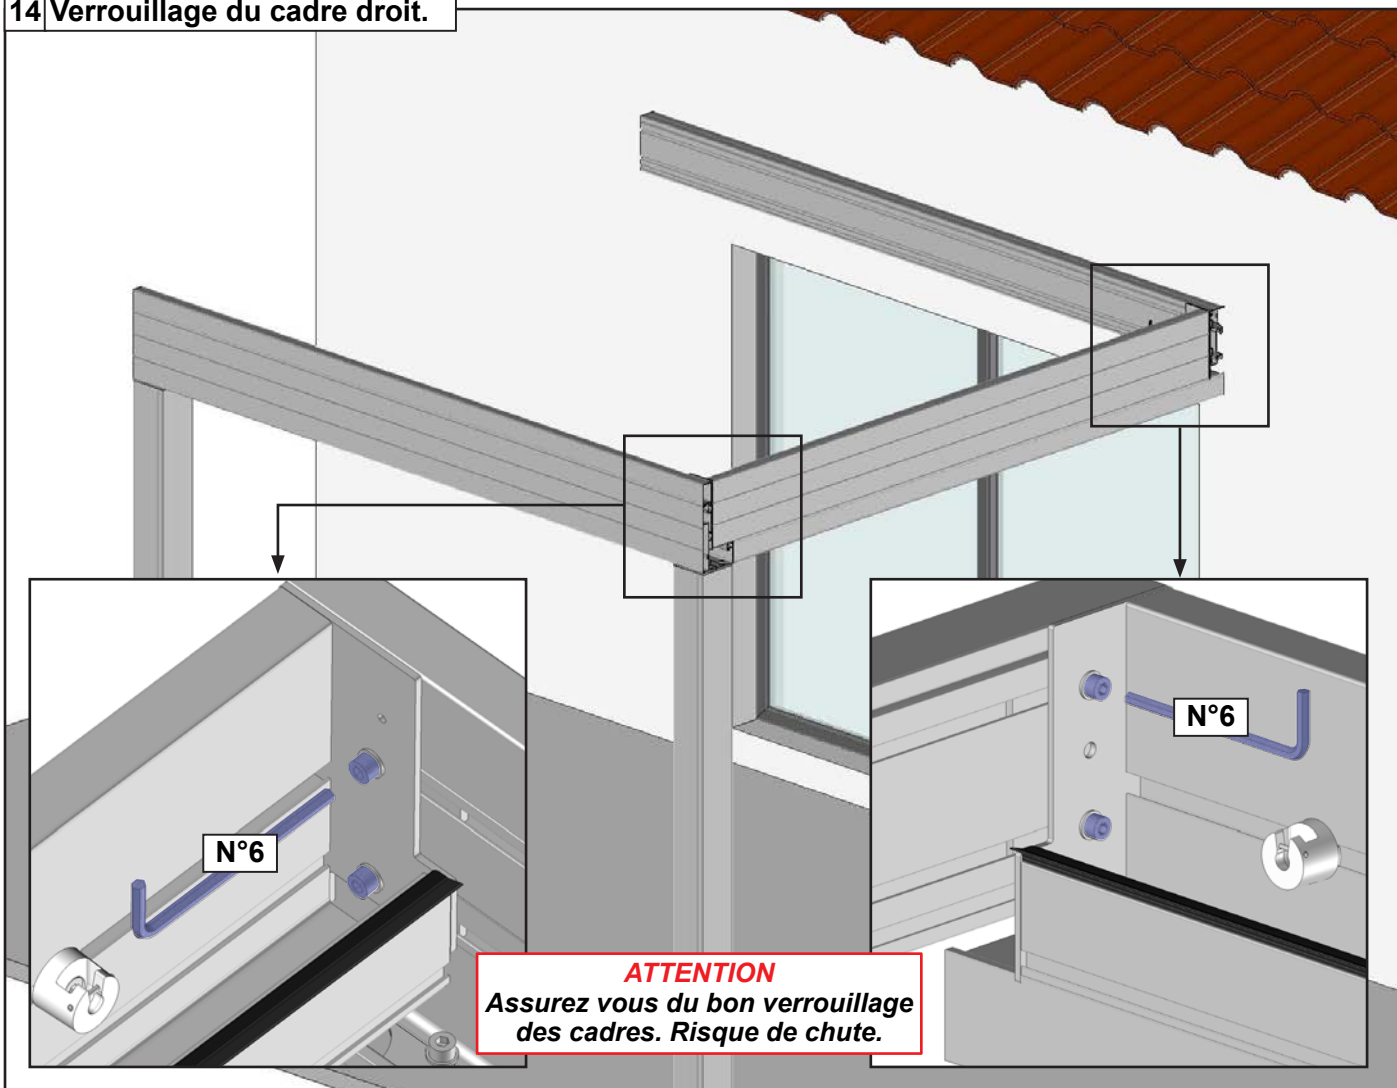 14 Verrouillage du cadre droit.
N°6
N°6
ATTENTION
Assurez vous du bon verrouillage
des cadres. Risque de chute.